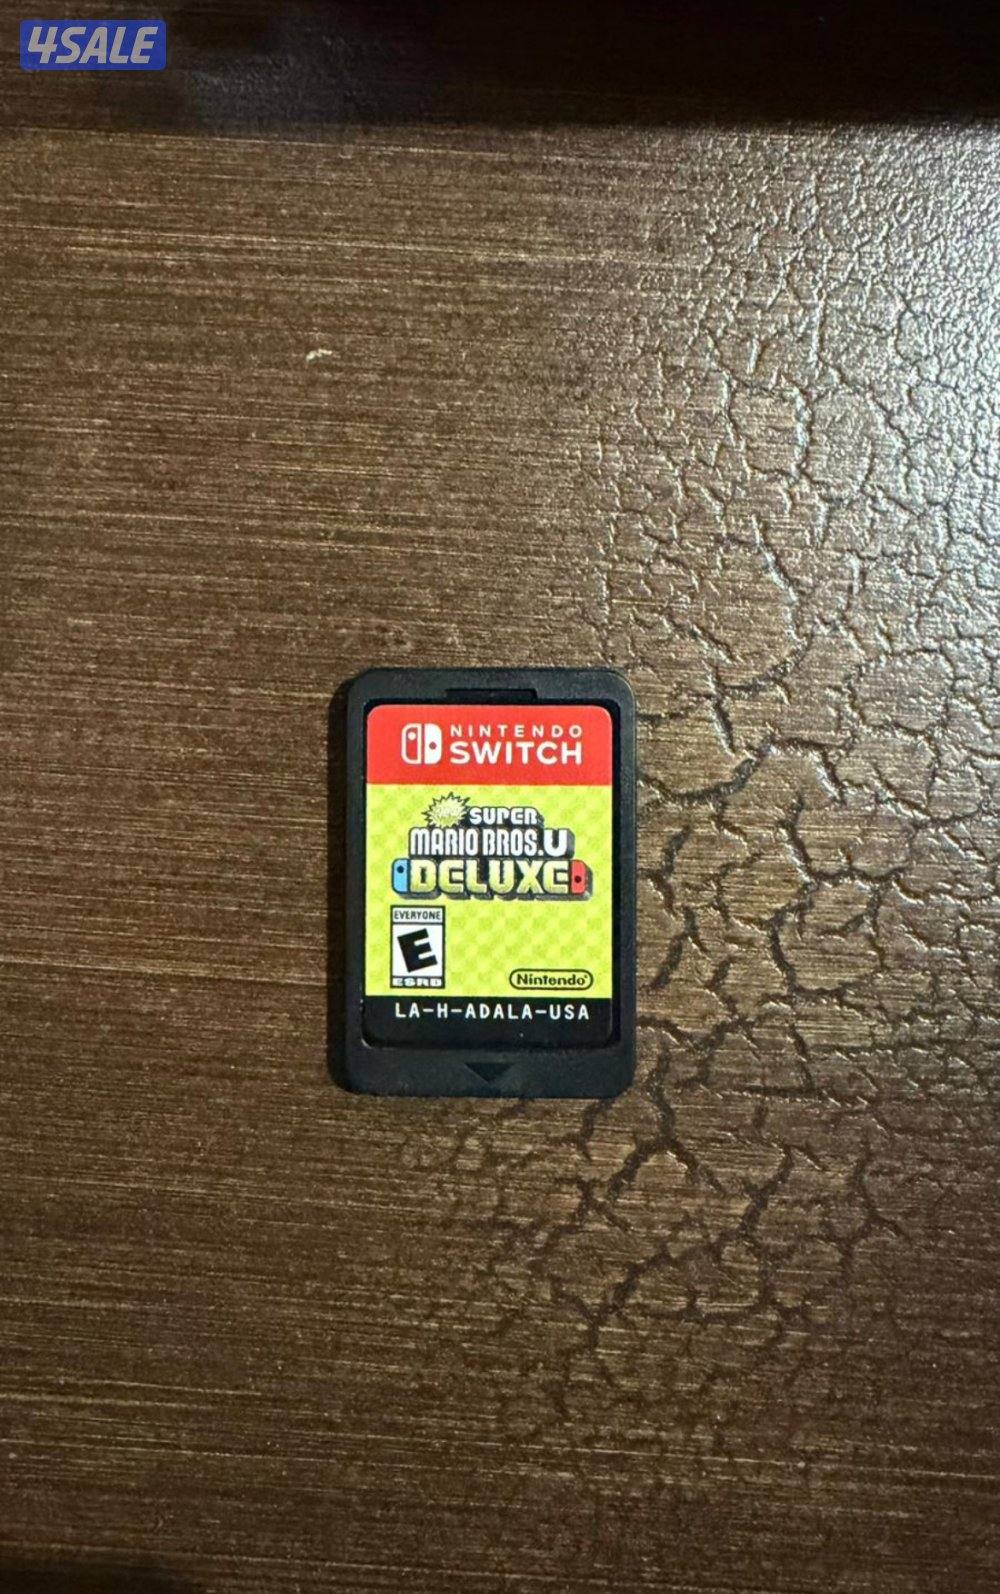 4SALE
NINTENDO
SWITCH
NEW SUPER
MARIO BROS.U
DELUXE
EVERYONE
E
ESRB
Nintendo
LA-H-ADALA-USA